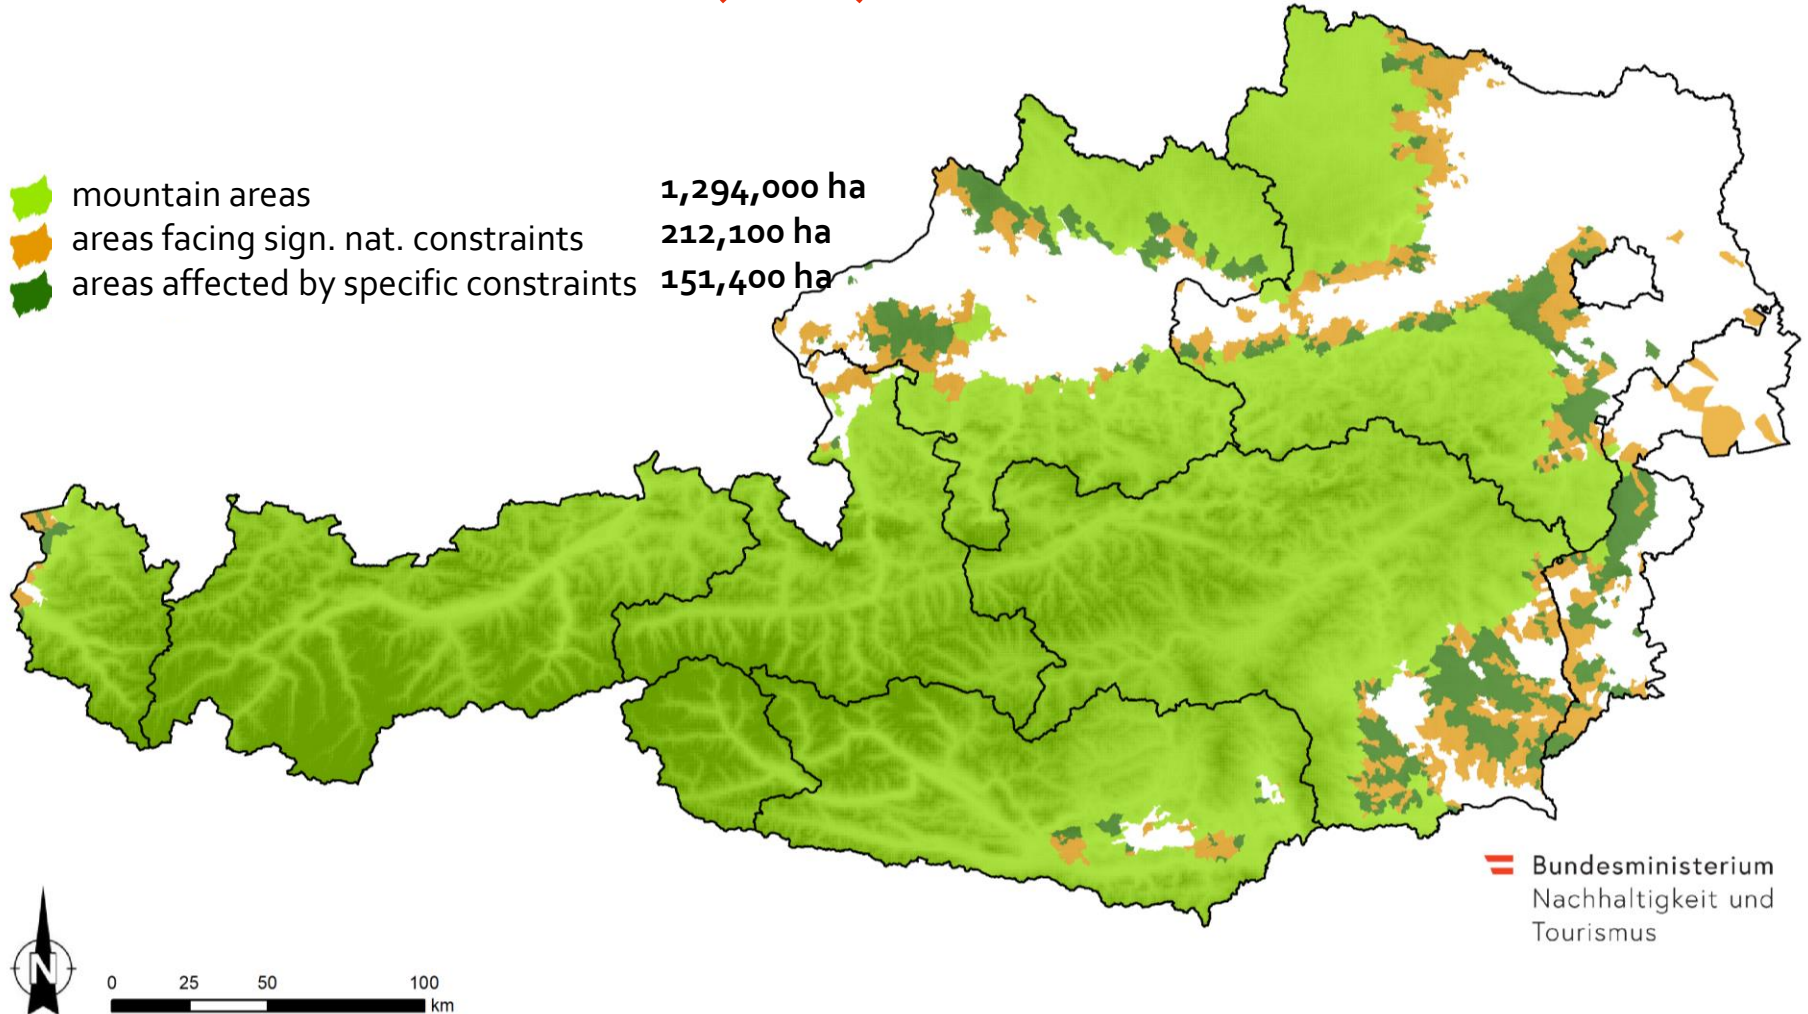 mountain areas 1,294,000 ha
areas facing sign. nat. constraints 212,100 ha
areas affected by specific constraints 151,400 ha
Bundesministerium
Nachhaltigkeit und
Tourismus
N
0 25 50 100
km